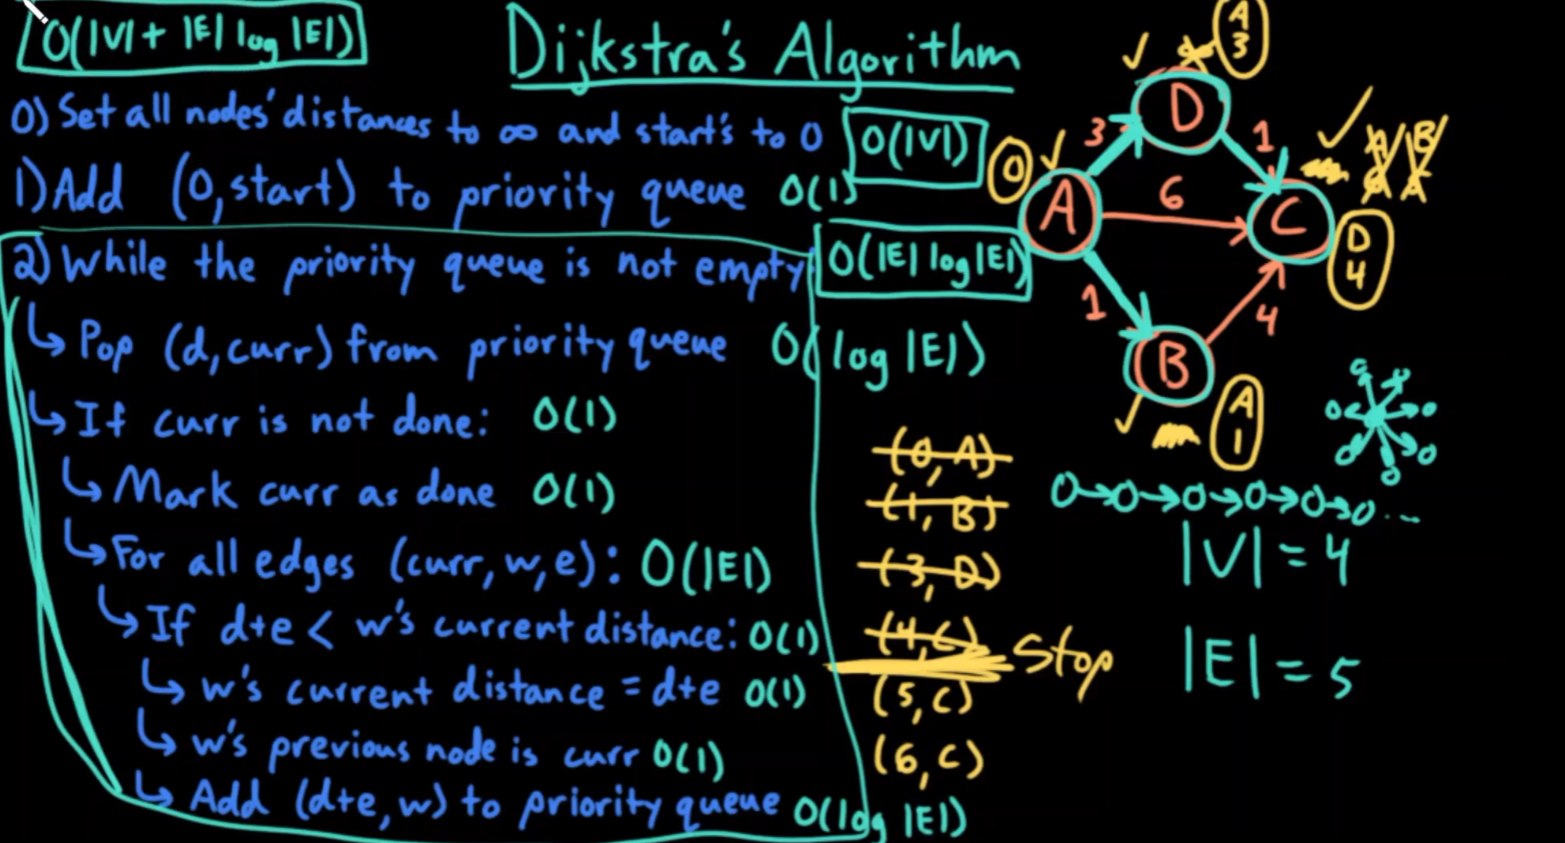 O(|V| + |E| log |E|)
Dijkstra's Algorithm
0) Set all nodes' distances to ∞ and start's to 0 O(|V|)
1) Add (0, start) to priority queue O(1)
2) While the priority queue is not empty O(|E| log |E|)
↳ Pop (d, curr) from priority queue O(log |E|)
↳ If curr is not done: O(1)
↳ Mark curr as done O(1)
↳ For all edges (curr, w, e): O(|E|)
↳ If d+e < w's current distance: O(1)
↳ w's current distance = d+e O(1)
↳ w's previous node is curr O(1)
↳ Add (d+e, w) to priority queue O(log |E|)
A
3
D
3
1
0
A
6
C
A B
D
4
1
4
B
A
1
(0, A)
(1, B)
(3, D)
(4, C)
Stop
(5, C)
(6, C)
|V| = 4
|E| = 5